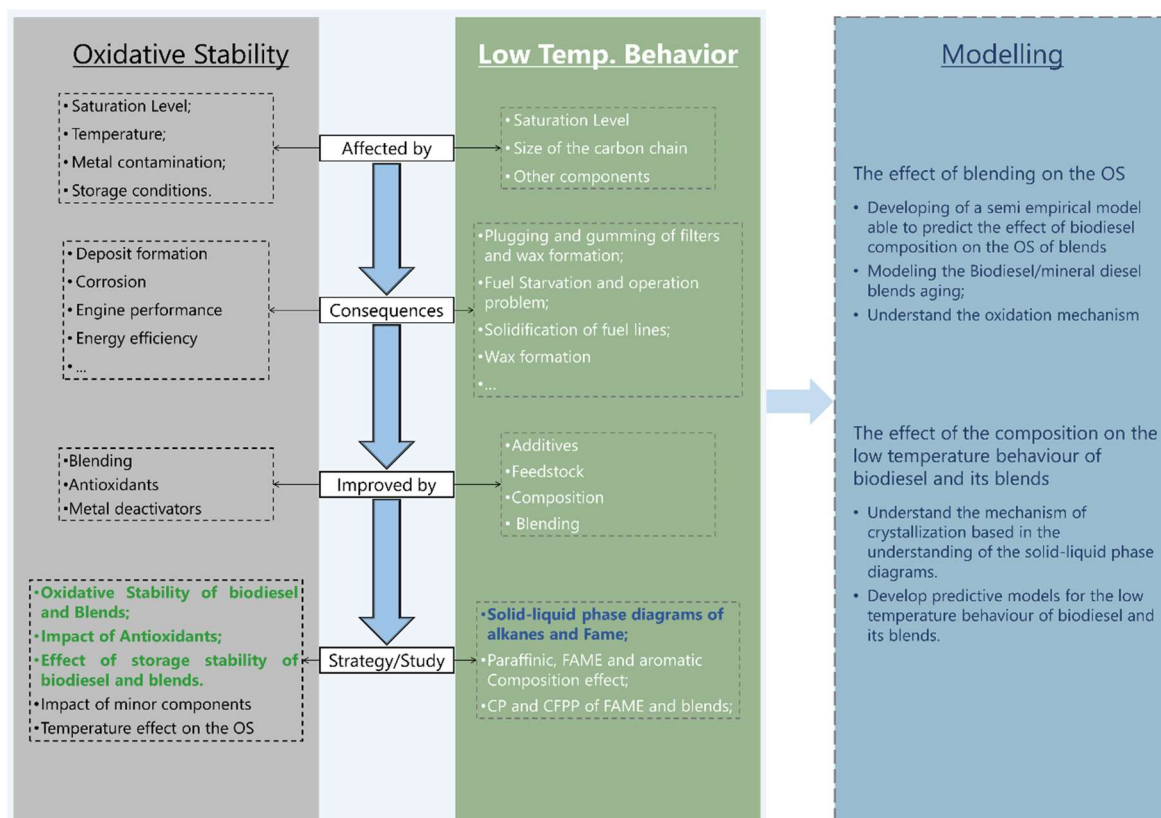 Oxidative Stability
• Saturation Level;
• Temperature;
• Metal contamination;
• Storage conditions.
• Deposit formation
• Corrosion
• Engine performance
• Energy efficiency
• ...
•Blending
•Antioxidants
•Metal deactivators
•Oxidative Stability of biodiesel
and Blends;
•Impact of Antioxidants;
•Effect of storage stability of
biodiesel and blends.
•Impact of minor components
•Temperature effect on the OS
Affected by
Consequences
Improved by
Strategy/Study
Low Temp. Behavior
• Saturation Level
• Size of the carbon chain
• Other components
•Plugging and gumming of filters
and wax formation;
•Fuel Starvation and operation
problem;
•Solidification of fuel lines;
•Wax formation
•...
•Additives
•Feedstock
•Composition
• Blending
•Solid-liquid phase diagrams of
alkanes and Fame;
•Paraffinic, FAME and aromatic
Composition effect;
•CP and CFPP of FAME and blends;
Modelling
The effect of blending on the OS
• Developing of a semi empirical model
able to predict the effect of biodiesel
composition on the OS of blends
• Modeling the Biodiesel/mineral diesel
blends aging;
• Understand the oxidation mechanism
The effect of the composition on the
low temperature behaviour of
biodiesel and its blends
• Understand the mechanism of
crystallization based in the
understanding of the solid-liquid phase
diagrams.
• Develop predictive models for the low
temperature behaviour of biodiesel and
its blends.